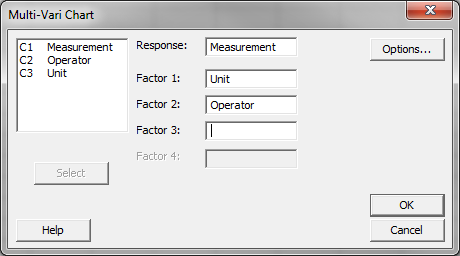 Multi-Vari Chart
C1 Measurement
C2 Operator
C3 Unit
Response: Measurement
Factor 1: Unit
Factor 2: Operator
Factor 3:
Factor 4:
Options...
Select
OK
Help
Cancel